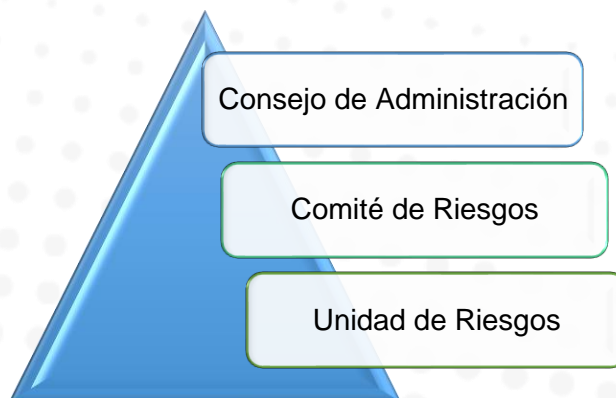 Consejo de Administración
Comité de Riesgos
Unidad de Riesgos